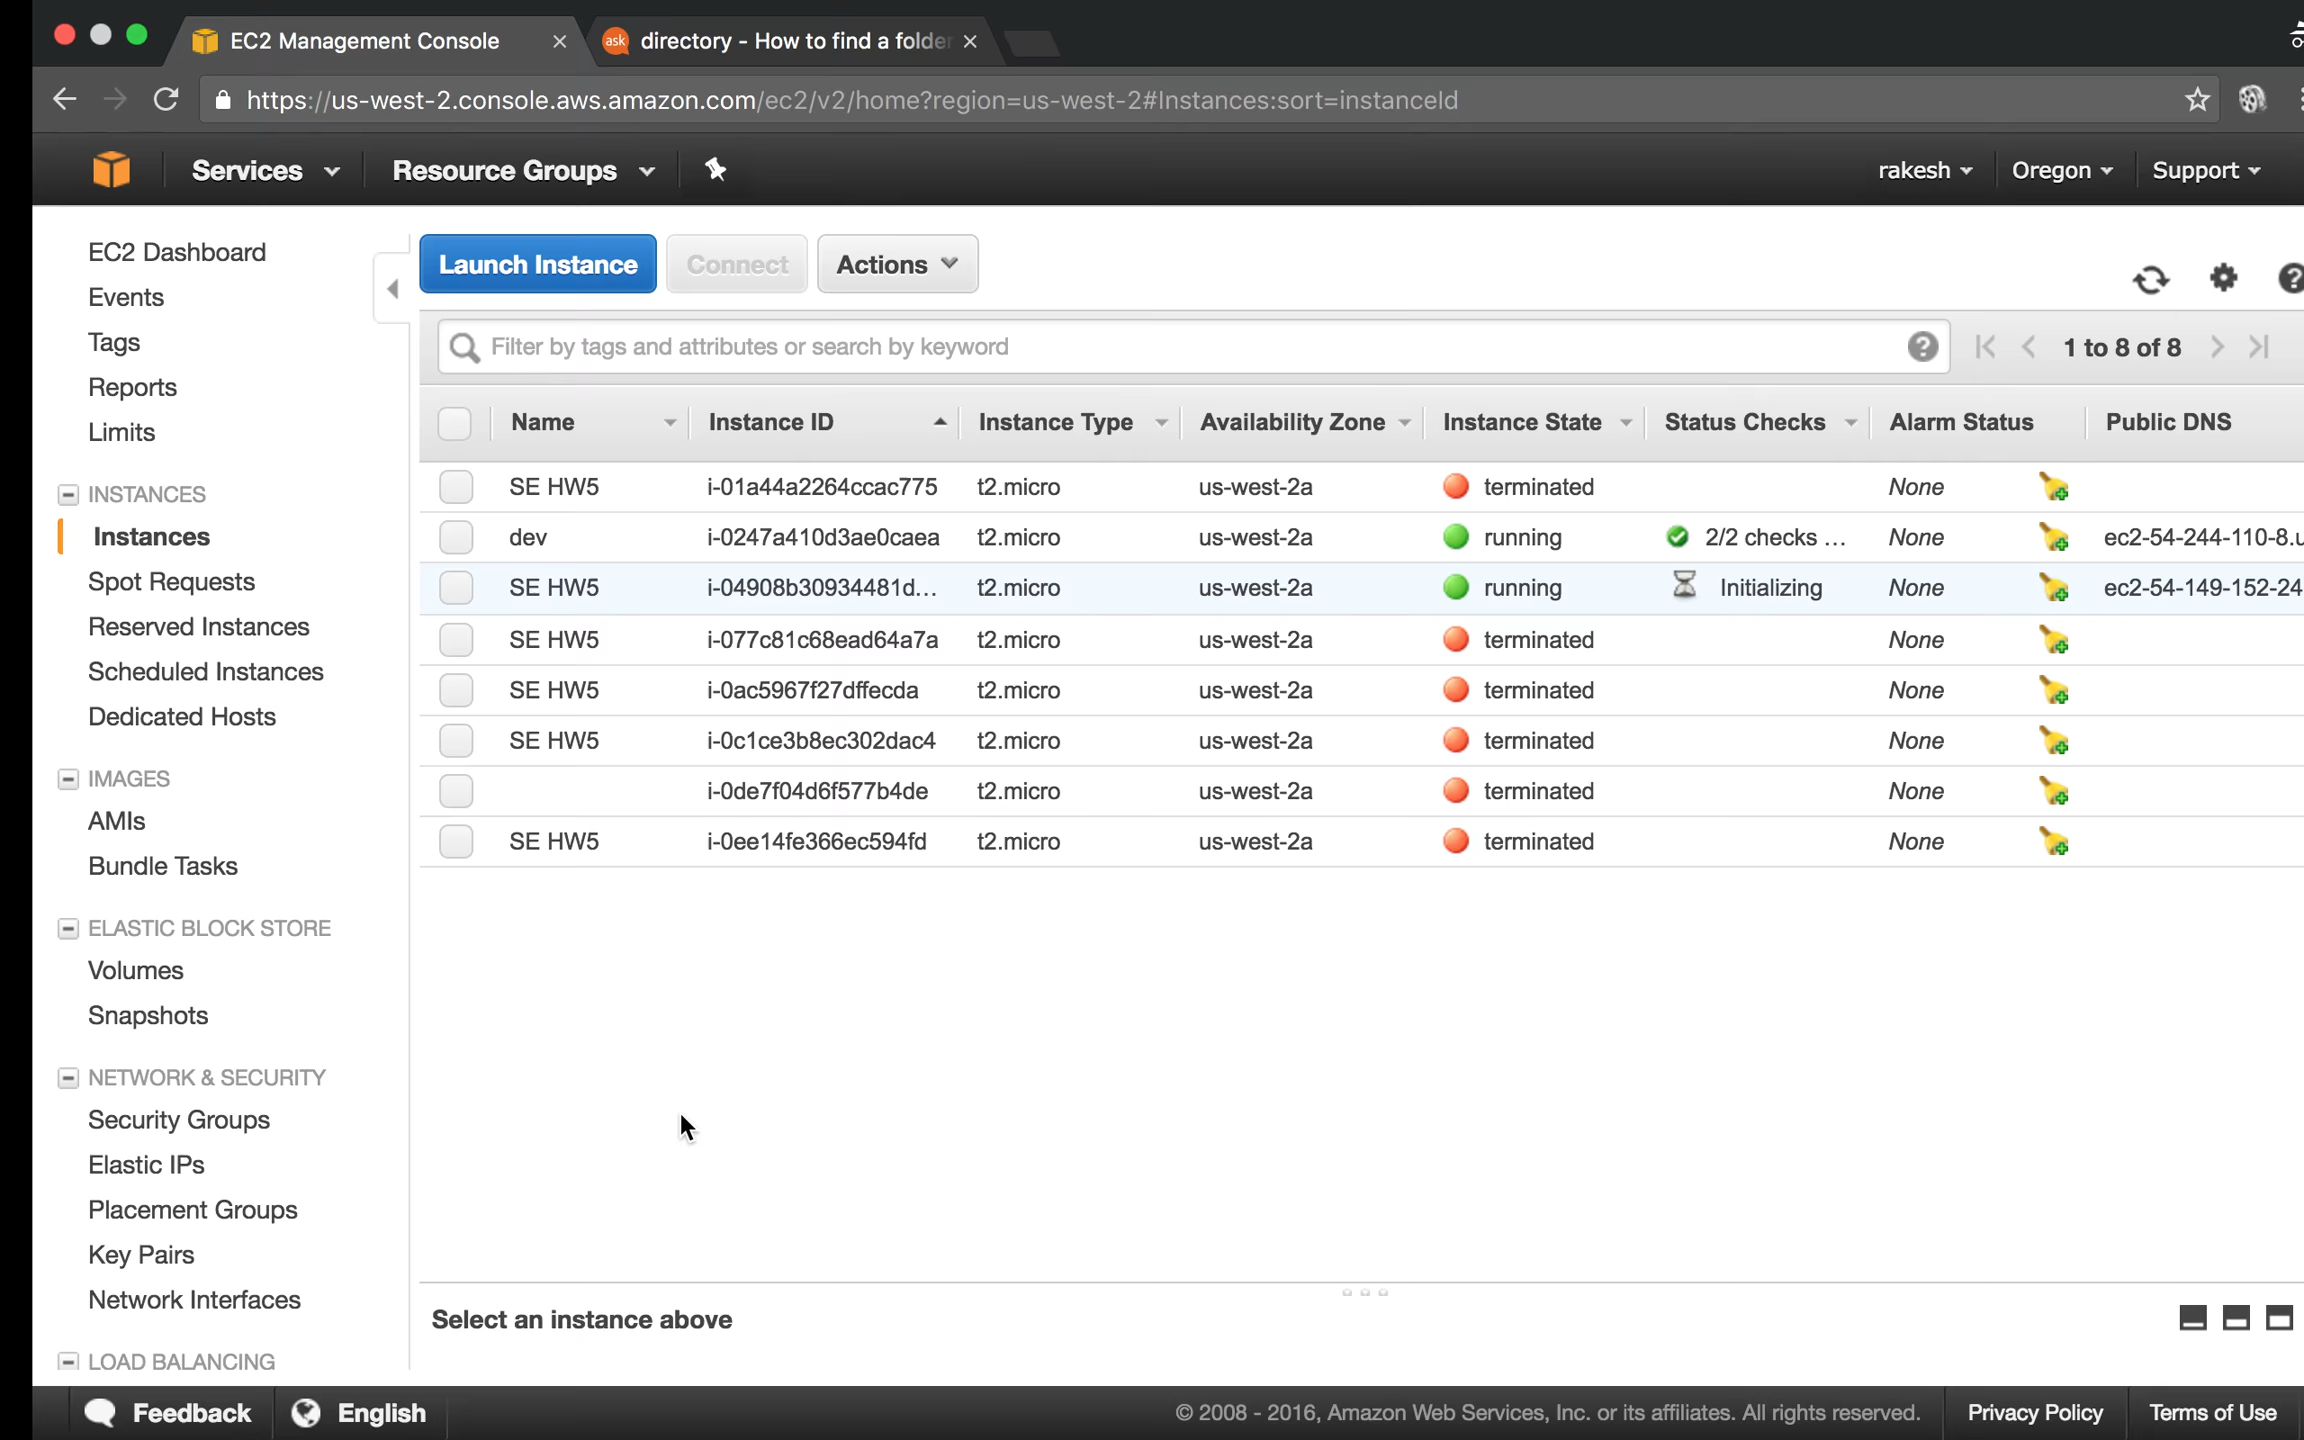 EC2 Management Console
ask directory - How to find a folder
https://us-west-2.console.aws.amazon.com/ec2/v2/home?region=us-west-2#Instances:sort=instanceId
Services Resource Groups rakesh Oregon Support
EC2 Dashboard
Events
Tags
Reports
Limits
INSTANCES
Instances
Spot Requests
Reserved Instances
Scheduled Instances
Dedicated Hosts
IMAGES
AMIs
Bundle Tasks
ELASTIC BLOCK STORE
Volumes
Snapshots
NETWORK & SECURITY
Security Groups
Elastic IPs
Placement Groups
Key Pairs
Network Interfaces
LOAD BALANCING
Launch Instance Connect Actions
Filter by tags and attributes or search by keyword 1 to 8 of 8
Name Instance ID Instance Type Availability Zone Instance State Status Checks Alarm Status Public DNS
SE HW5 i-01a44a2264ccac775 t2.micro us-west-2a terminated None
dev i-0247a410d3ae0caea t2.micro us-west-2a running 2/2 checks ... None ec2-54-244-110-8.u
SE HW5 i-04908b30934481d... t2.micro us-west-2a running Initializing None ec2-54-149-152-24
SE HW5 i-077c81c68ead64a7a t2.micro us-west-2a terminated None
SE HW5 i-0ac5967f27dffecda t2.micro us-west-2a terminated None
SE HW5 i-0c1ce3b8ec302dac4 t2.micro us-west-2a terminated None
i-0de7f04d6f577b4de t2.micro us-west-2a terminated None
SE HW5 i-0ee14fe366ec594fd t2.micro us-west-2a terminated None
Select an instance above
Feedback English © 2008 - 2016, Amazon Web Services, Inc. or its affiliates. All rights reserved. Privacy Policy Terms of Use